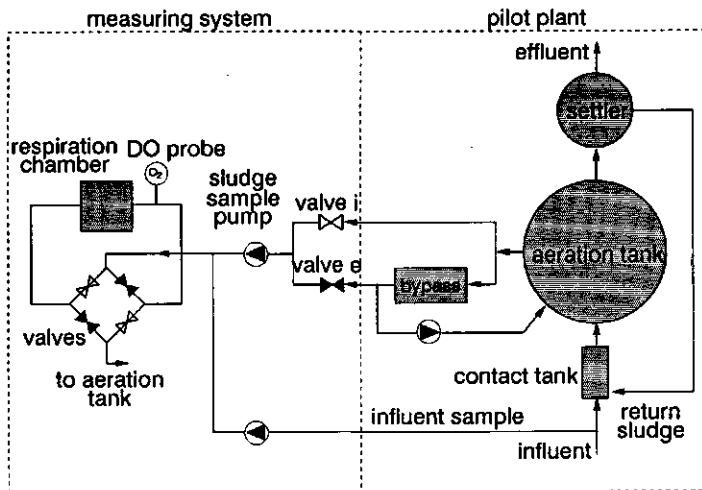 measuring system
pilot plant
effluent
settler
respiration
chamber
DO probe
O2
sludge
sample
pump
valve i
valve e
bypass
aeration tank
valves
to aeration
tank
contact tank
influent sample
return
sludge
influent